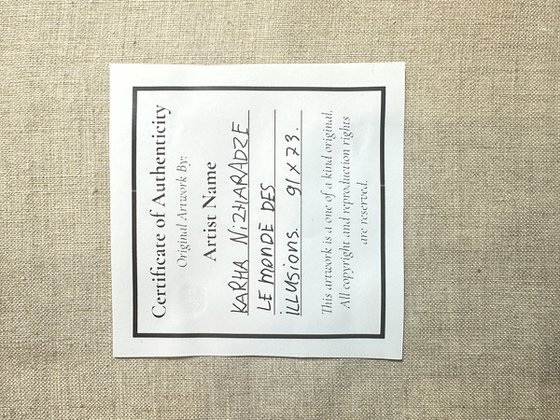 Certificate of Authenticity
Original Artwork By:
Artist Name
KARHA NiZHARADZE
LE MONDE DES
iLLUSiONS. 91 x 73.
This artwork is a one of a kind original.
All copyright and reproduction rights
are reserved.